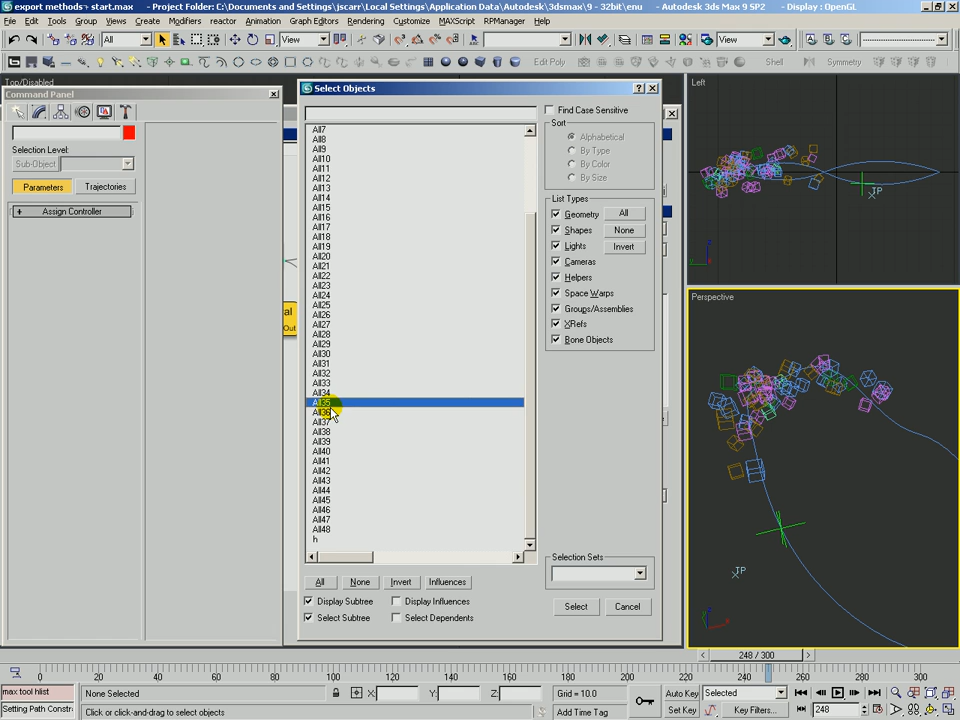 export methods> start.max - Project Folder: C:\Documents and Settings\jscarr\Local Settings\Application Data\Autodesk\3dsmax\9 - 32bit\enu - Autodesk 3ds Max 9 SP2 - Display : OpenGL
File Edit Tools Group Views Create Modifiers reactor Animation Graph Editors Rendering Customize MAXScript RPManager Help
All View View
Edit Poly Shell Symmetry
Top/Disabled
Command Panel
Selection Level:
Sub-Object
Parameters Trajectories
+ Assign Controller
Select Objects
Find Case Sensitive
Sort
Alphabetical
By Type
By Color
By Size
List Types
Geometry All
Shapes None
Lights Invert
Cameras
Helpers
Space Warps
Groups/Assemblies
XRefs
Bone Objects
All7
All8
All9
All10
All11
All12
All13
All14
All15
All16
All17
All18
All19
All20
All21
All22
All23
All24
All25
All26
All27
All28
All29
All30
All31
All32
All33
All34
All35
All36
All37
All38
All39
All40
All41
All42
All43
All44
All45
All46
All47
All48
h
Selection Sets
All None Invert Influences
Display Subtree Display Influences
Select Subtree Select Dependents
Select Cancel
al
Out
Left
TP
Perspective
TP
248 / 300
0 20 40 60 80 100 120 140 160 180 200 220 240 260 280 300
max tool hlist
Setting Path Constr
None Selected
X: Y: Z:
Grid = 10.0
Auto Key Selected
Click or click-and-drag to select objects
Add Time Tag
Set Key Key Filters...
248